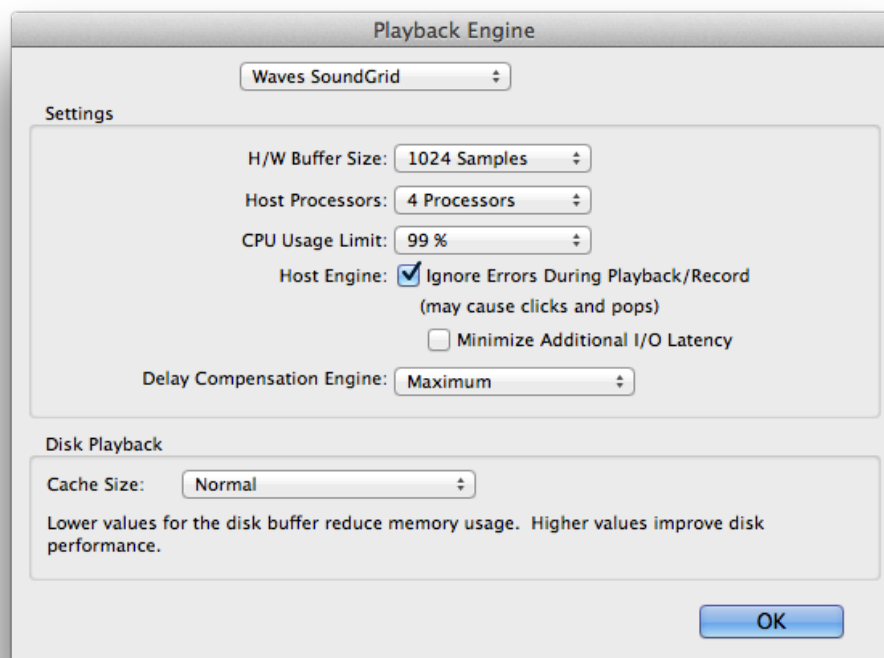 Playback Engine
Waves SoundGrid
Settings
H/W Buffer Size: 1024 Samples
Host Processors: 4 Processors
CPU Usage Limit: 99 %
Host Engine: Ignore Errors During Playback/Record
(may cause clicks and pops)
Minimize Additional I/O Latency
Delay Compensation Engine: Maximum
Disk Playback
Cache Size: Normal
Lower values for the disk buffer reduce memory usage. Higher values improve disk
performance.
OK